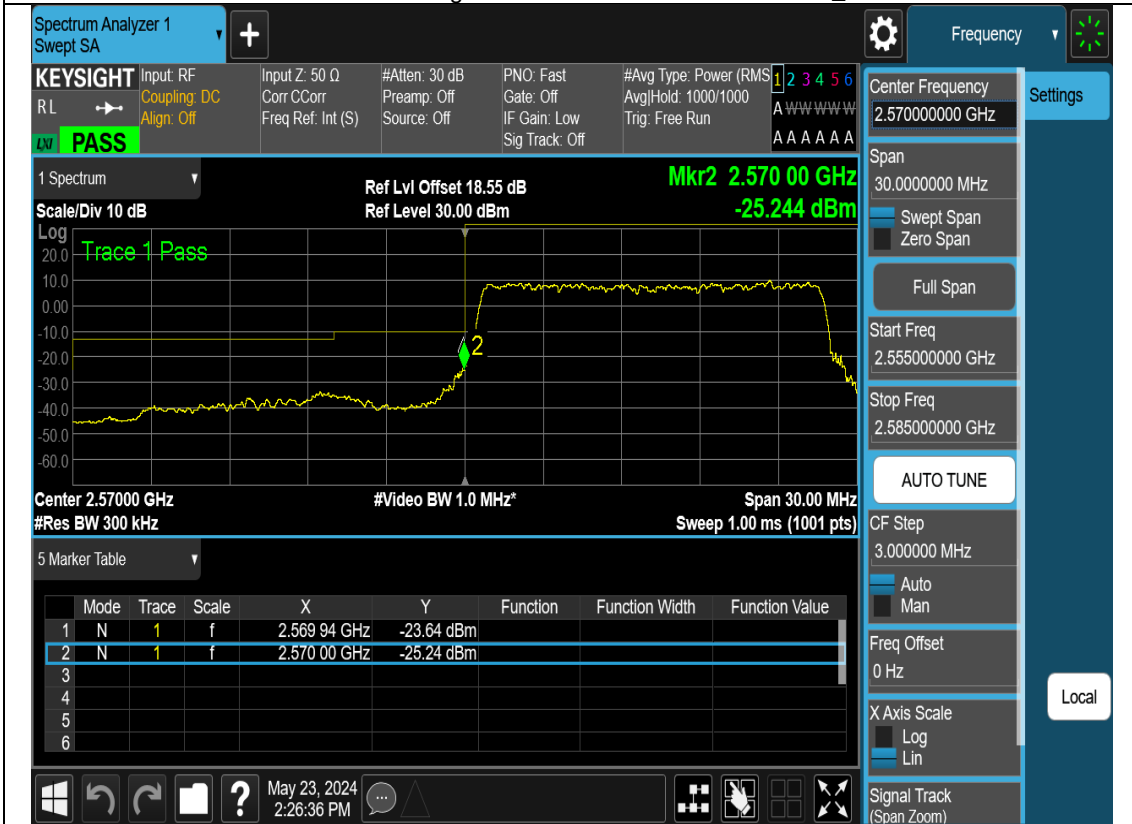 Spectrum Analyzer 1
Swept SA
+
Frequency
KEYSIGHT
RL
LXI PASS
Input: RF
Coupling: DC
Align: Off
Input Z: 50 Ω
Corr CCorr
Freq Ref: Int (S)
#Atten: 30 dB
Preamp: Off
Source: Off
PNO: Fast
Gate: Off
IF Gain: Low
Sig Track: Off
#Avg Type: Power (RMS
Avg|Hold: 1000/1000
Trig: Free Run
1 2 3 4 5 6
A W W W W W
A A A A A A
1 Spectrum
Scale/Div 10 dB
Ref Lvl Offset 18.55 dB
Ref Level 30.00 dBm
Mkr2 2.570 00 GHz
-25.244 dBm
Log
Trace 1 Pass
20.0
10.0
0.00
-10.0
-20.0
-30.0
-40.0
-50.0
-60.0
2
Center 2.57000 GHz
#Video BW 1.0 MHz*
Span 30.00 MHz
#Res BW 300 kHz
Sweep 1.00 ms (1001 pts)
5 Marker Table
Mode Trace Scale X Y Function Function Width Function Value
1 N 1 f 2.569 94 GHz -23.64 dBm
2 N 1 f 2.570 00 GHz -25.24 dBm
3
4
5
6
?
May 23, 2024
2:26:36 PM
Center Frequency
2.570000000 GHz
Settings
Span
30.0000000 MHz
Swept Span
Zero Span
Full Span
Start Freq
2.555000000 GHz
Stop Freq
2.585000000 GHz
AUTO TUNE
CF Step
3.000000 MHz
Auto
Man
Freq Offset
0 Hz
X Axis Scale
Log
Lin
Local
Signal Track
(Span Zoom)